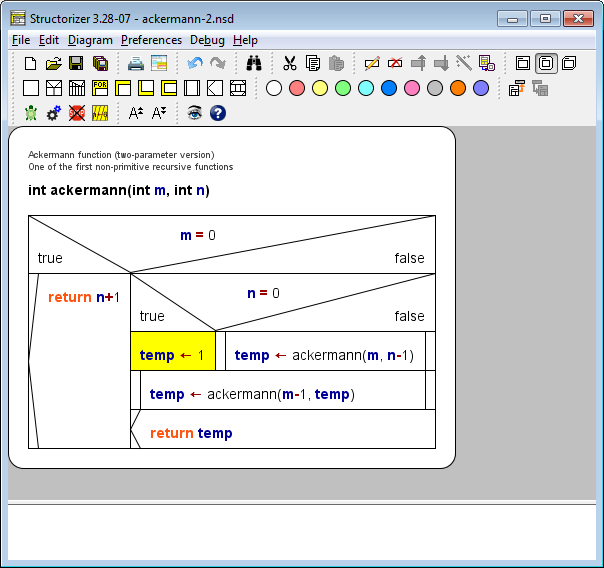 Structorizer 3.28-07 - ackermann-2.nsd
File Edit Diagram Preferences Debug Help
FOR
A A
Ackermann function (two-parameter version)
One of the first non-primitive recursive functions
int ackermann(int m, int n)
m = 0
true false
return n+1
n = 0
true false
temp ← 1 temp ← ackermann(m, n-1)
temp ← ackermann(m-1, temp)
return temp